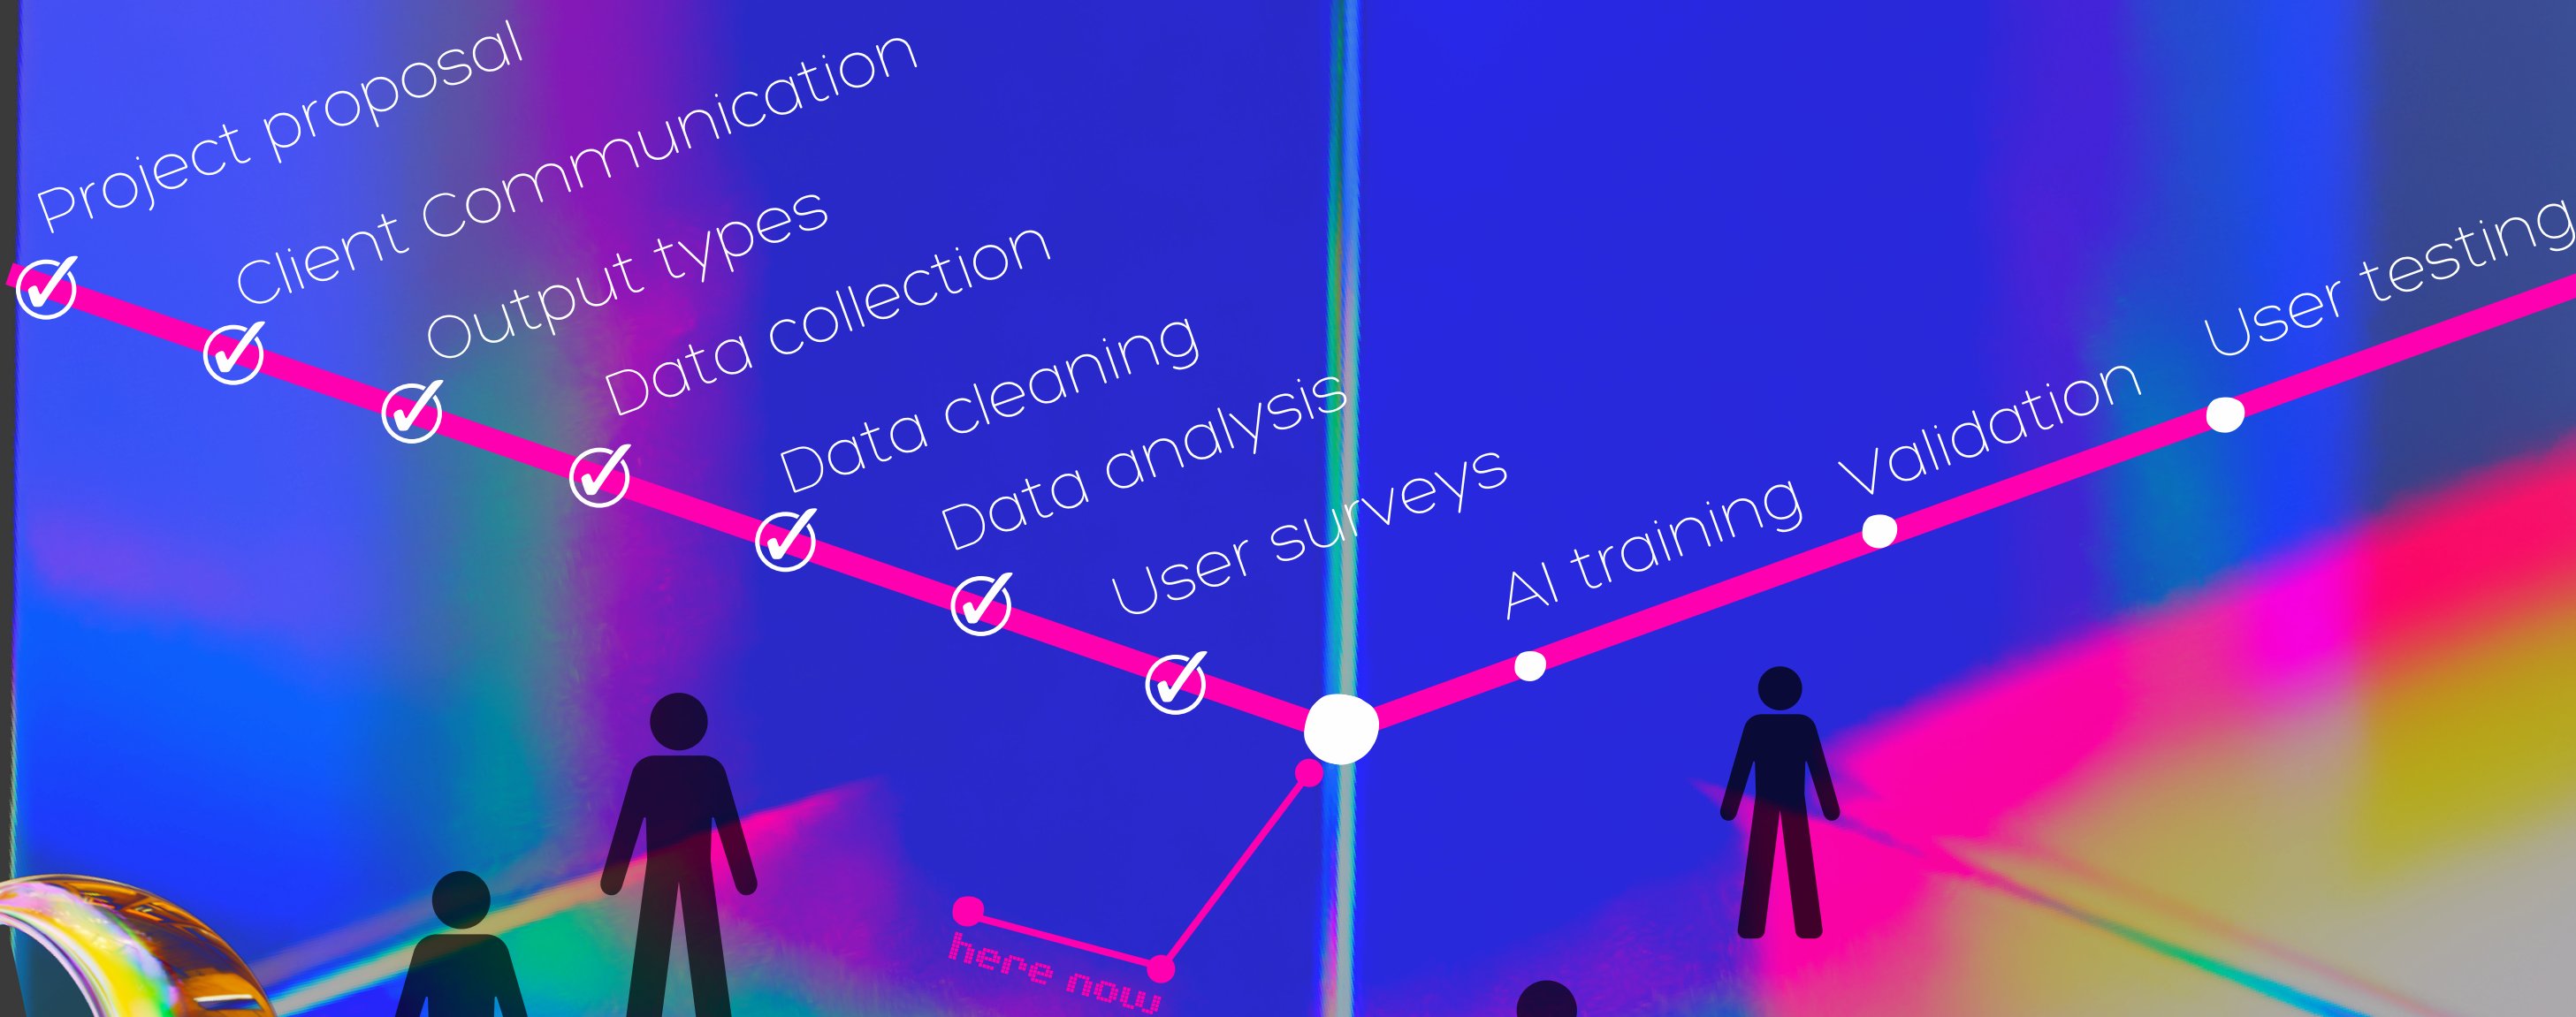 Project proposal
Client Communication
Output types
Data collection
Data cleaning
Data analysis
User surveys
AI training
Validation
User testing
here now